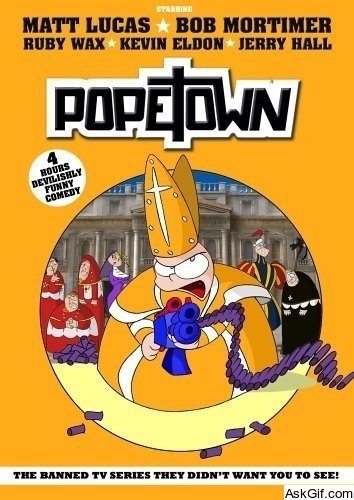 STARRING
MATT LUCAS ★ BOB MORTIMER
RUBY WAX ★ KEVIN ELDON ★ JERRY HALL
POPETOWN
4
HOURS
DEVILISHLY
FUNNY
COMEDY
THE BANNED TV SERIES THEY DIDN'T WANT YOU TO SEE!
AskGif.com